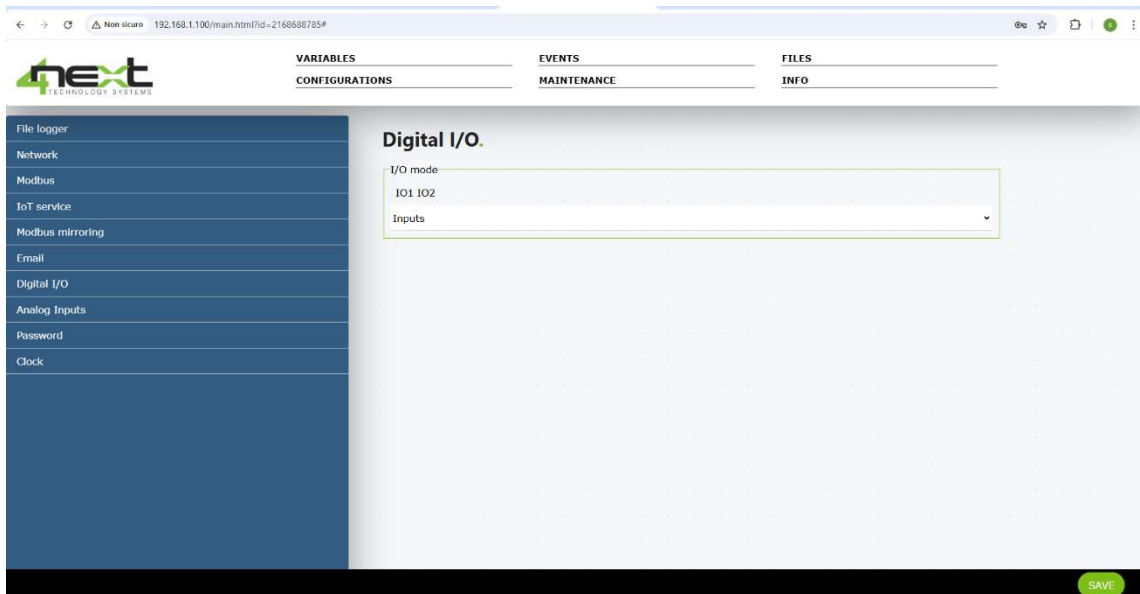 Non sicuro 192.168.1.100/main.html?id=2168688785#
4next
TECHNOLOGY SYSTEMS
VARIABLES EVENTS FILES
CONFIGURATIONS MAINTENANCE INFO
File logger
Network
Modbus
IoT service
Modbus mirroring
Email
Digital I/O
Analog Inputs
Password
Clock
Digital I/O.
I/O mode
IO1 IO2
Inputs
SAVE